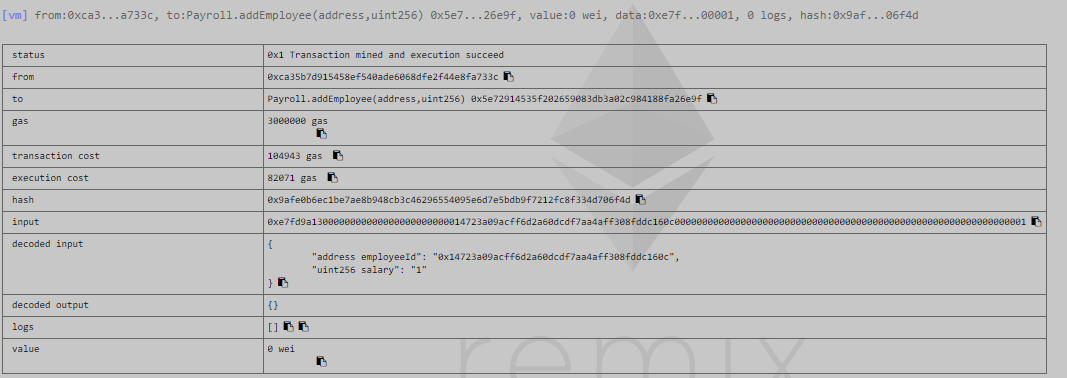 [vm] from:0xca3...a733c, to:Payroll.addEmployee(address,uint256) 0x5e7...26e9f, value:0 wei, data:0xe7f...00001, 0 logs, hash:0x9af...06f4d
status 0x1 Transaction mined and execution succeed
from 0xca35b7d915458ef540ade6068dfe2f44e8fa733c
to Payroll.addEmployee(address,uint256) 0x5e72914535f202659083db3a02c984188fa26e9f
gas 3000000 gas
transaction cost 104943 gas
execution cost 82071 gas
hash 0x9afe0b6ec1be7ae8b948cb3c46296554095e6d7e5bdb9f7212fc8f334d706f4d
input 0xe7fd9a1300000000000000000000000014723a09acff6d2a60dcdf7aa4aff308fddc160c0000000000000000000000000000000000000000000000000000000000000001
decoded input {
"address employeeId": "0x14723a09acff6d2a60dcdf7aa4aff308fddc160c",
"uint256 salary": "1"
}
decoded output {}
logs []
value 0 wei
remix